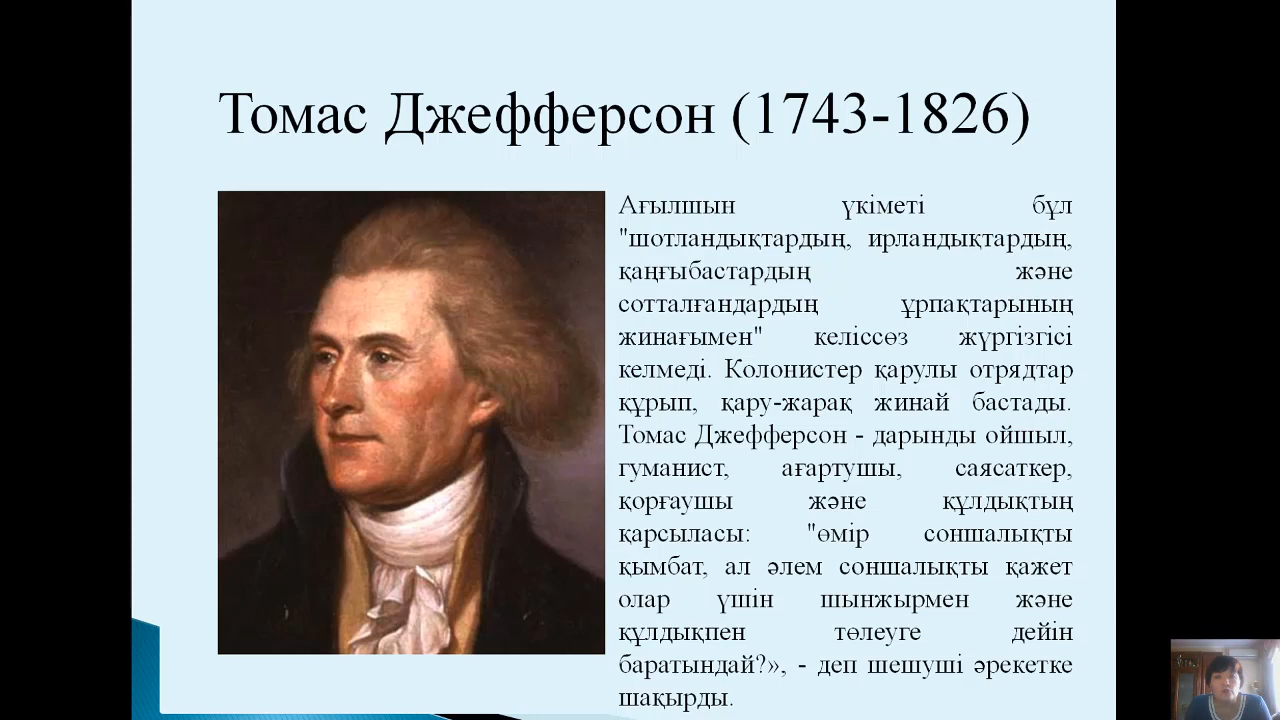 Томас Джефферсон (1743-1826)
Ағылшын үкіметі бұл
"шотландықтардың, ирландықтардың,
қаңғыбастардың және
сотталғандардың ұрпақтарының
жинағымен" келіссөз жүргізгісі
келмеді. Колонистер қарулы отрядтар
құрып, қару-жарақ жинай бастады.
Томас Джефферсон - дарынды ойшыл,
гуманист, ағартушы, саясаткер,
қорғаушы және құлдықтың
қарсыласы: "өмір соншалықты
қымбат, ал әлем соншалықты қажет
олар үшін шынжырмен және
құлдықпен төлеуге дейін
баратындай?», - деп шешуші әрекетке
шақырды.